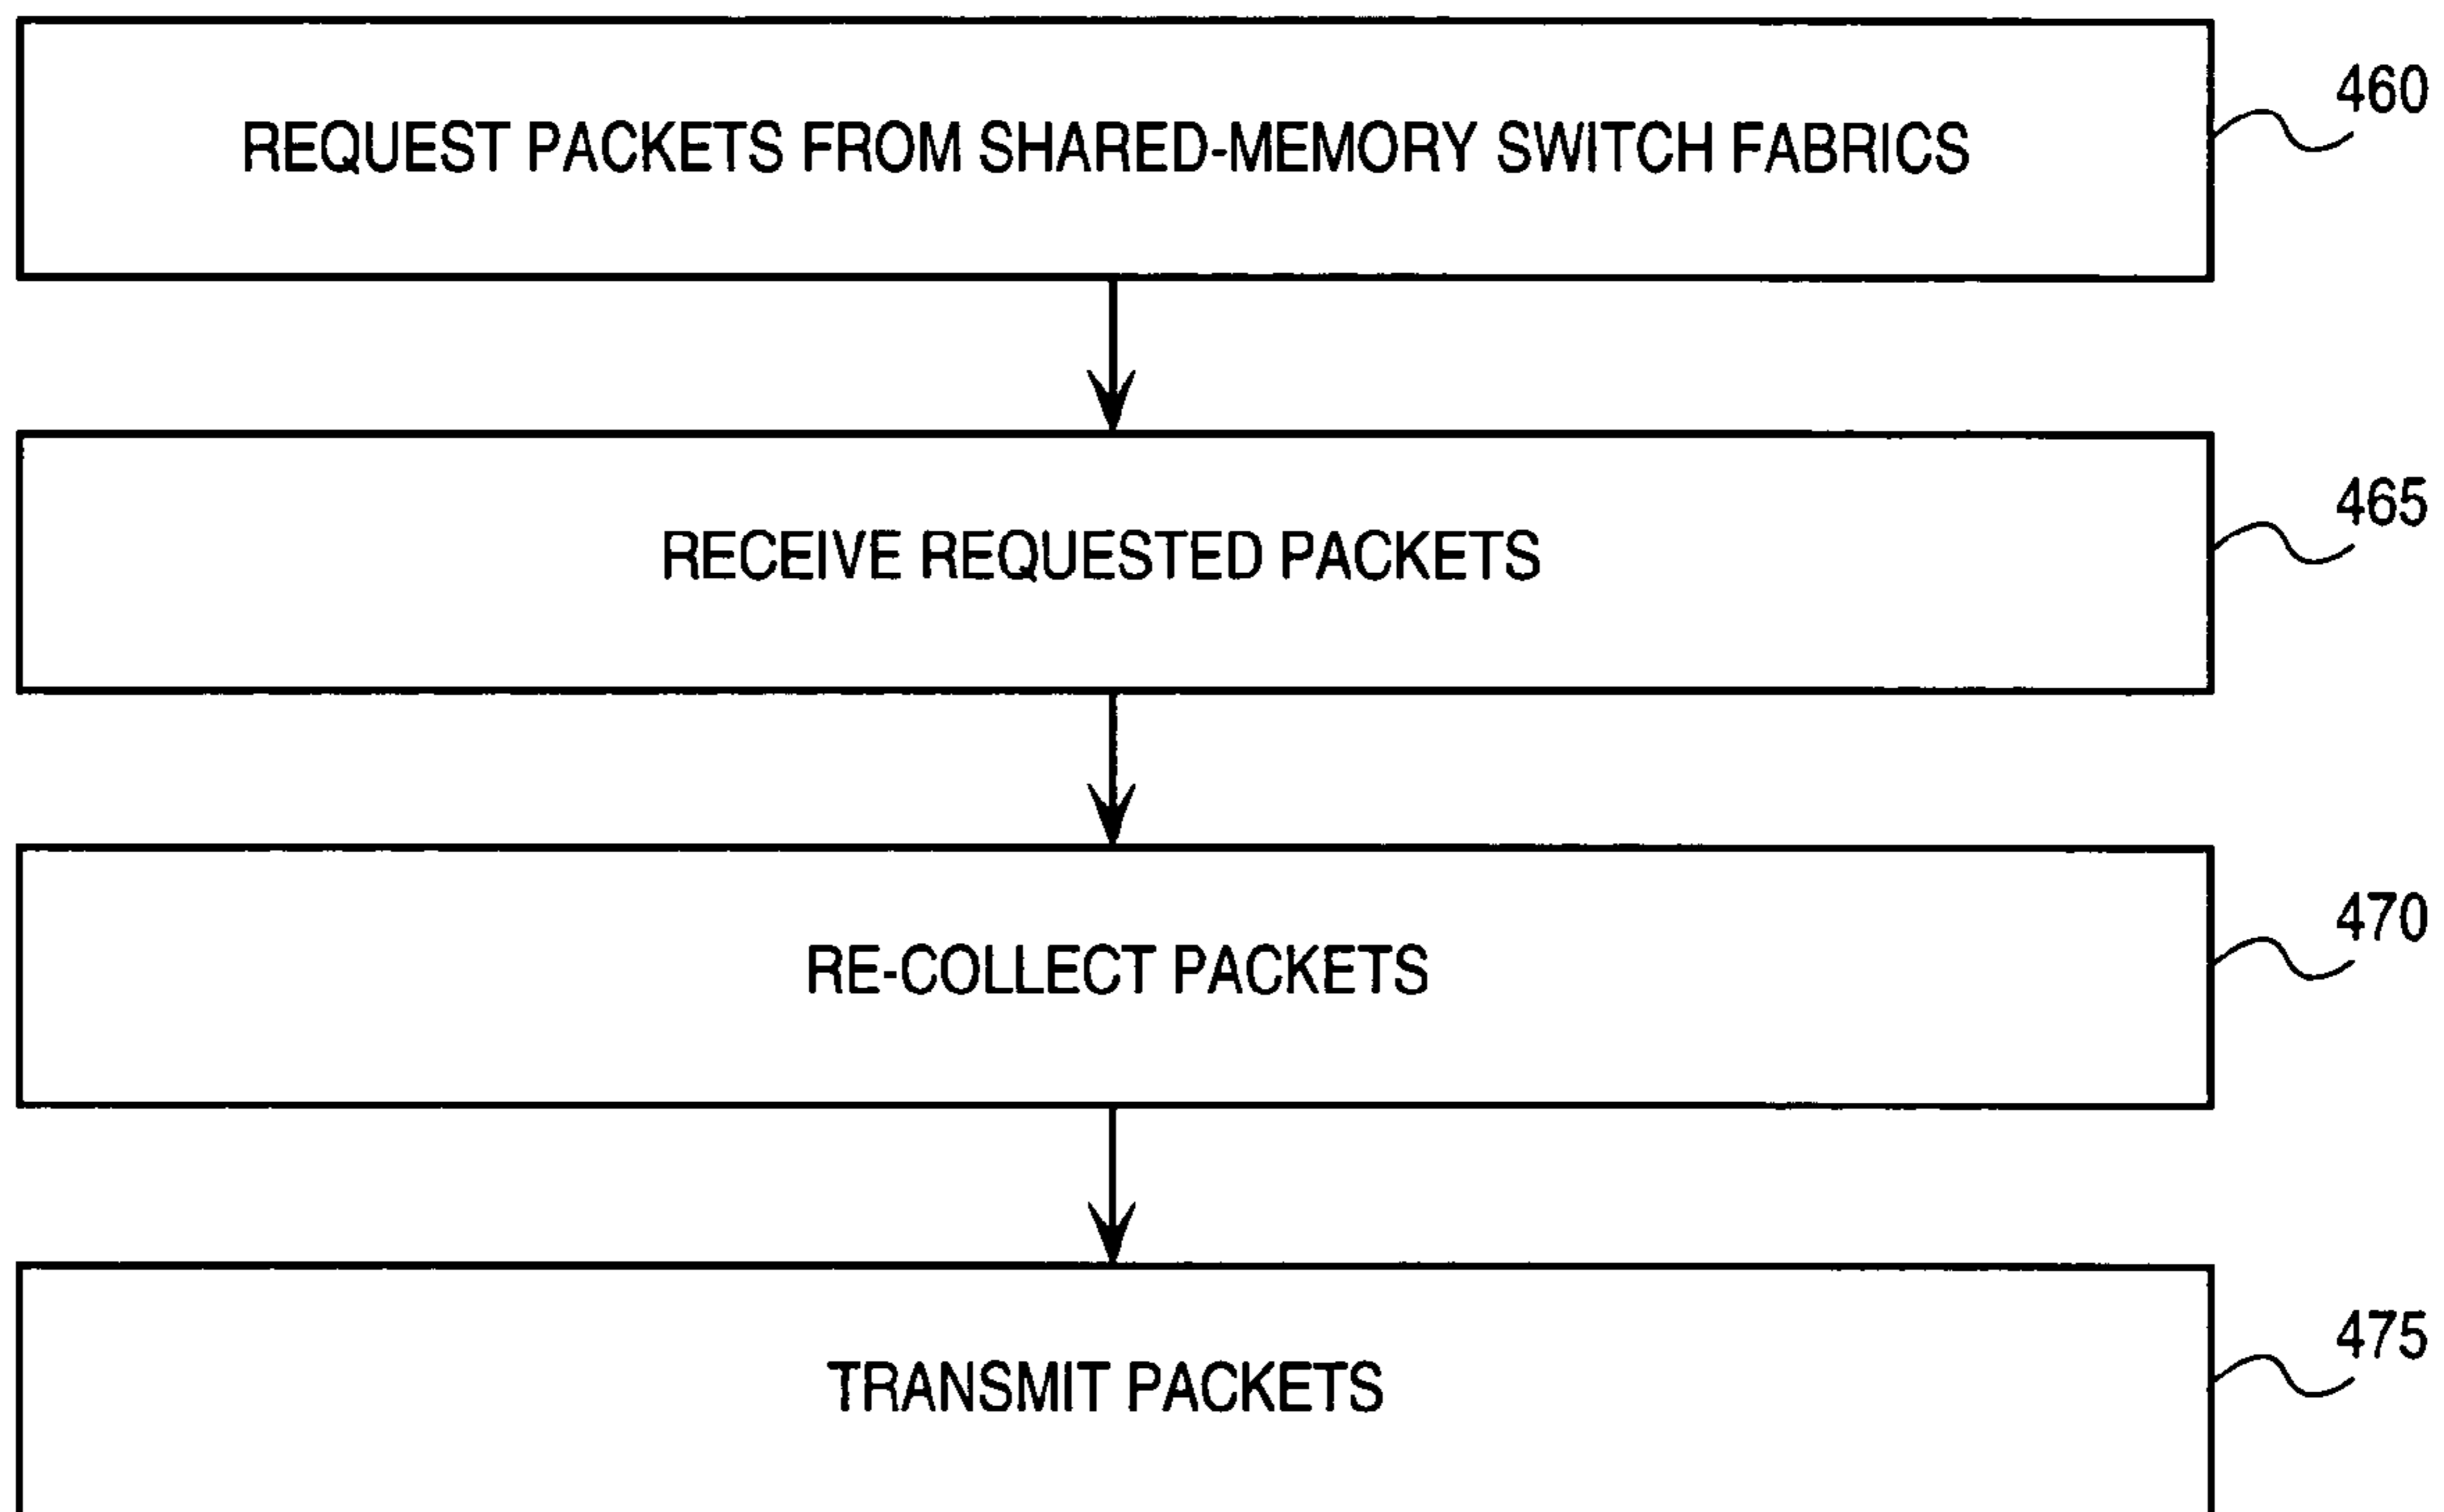 REQUEST PACKETS FROM SHARED-MEMORY SWITCH FABRICS
460
RECEIVE REQUESTED PACKETS
465
RE-COLLECT PACKETS
470
TRANSMIT PACKETS
475